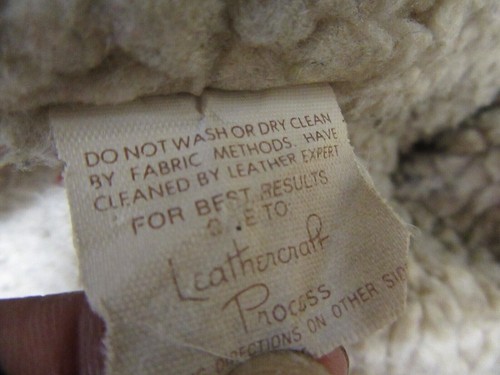 DO NOT WASH OR DRY CLEAN
BY FABRIC METHODS. HAVE
CLEANED BY LEATHER EXPERT
FOR BEST RESULTS
TO
Leathercraft
Process
DIRECTIONS ON OTHER